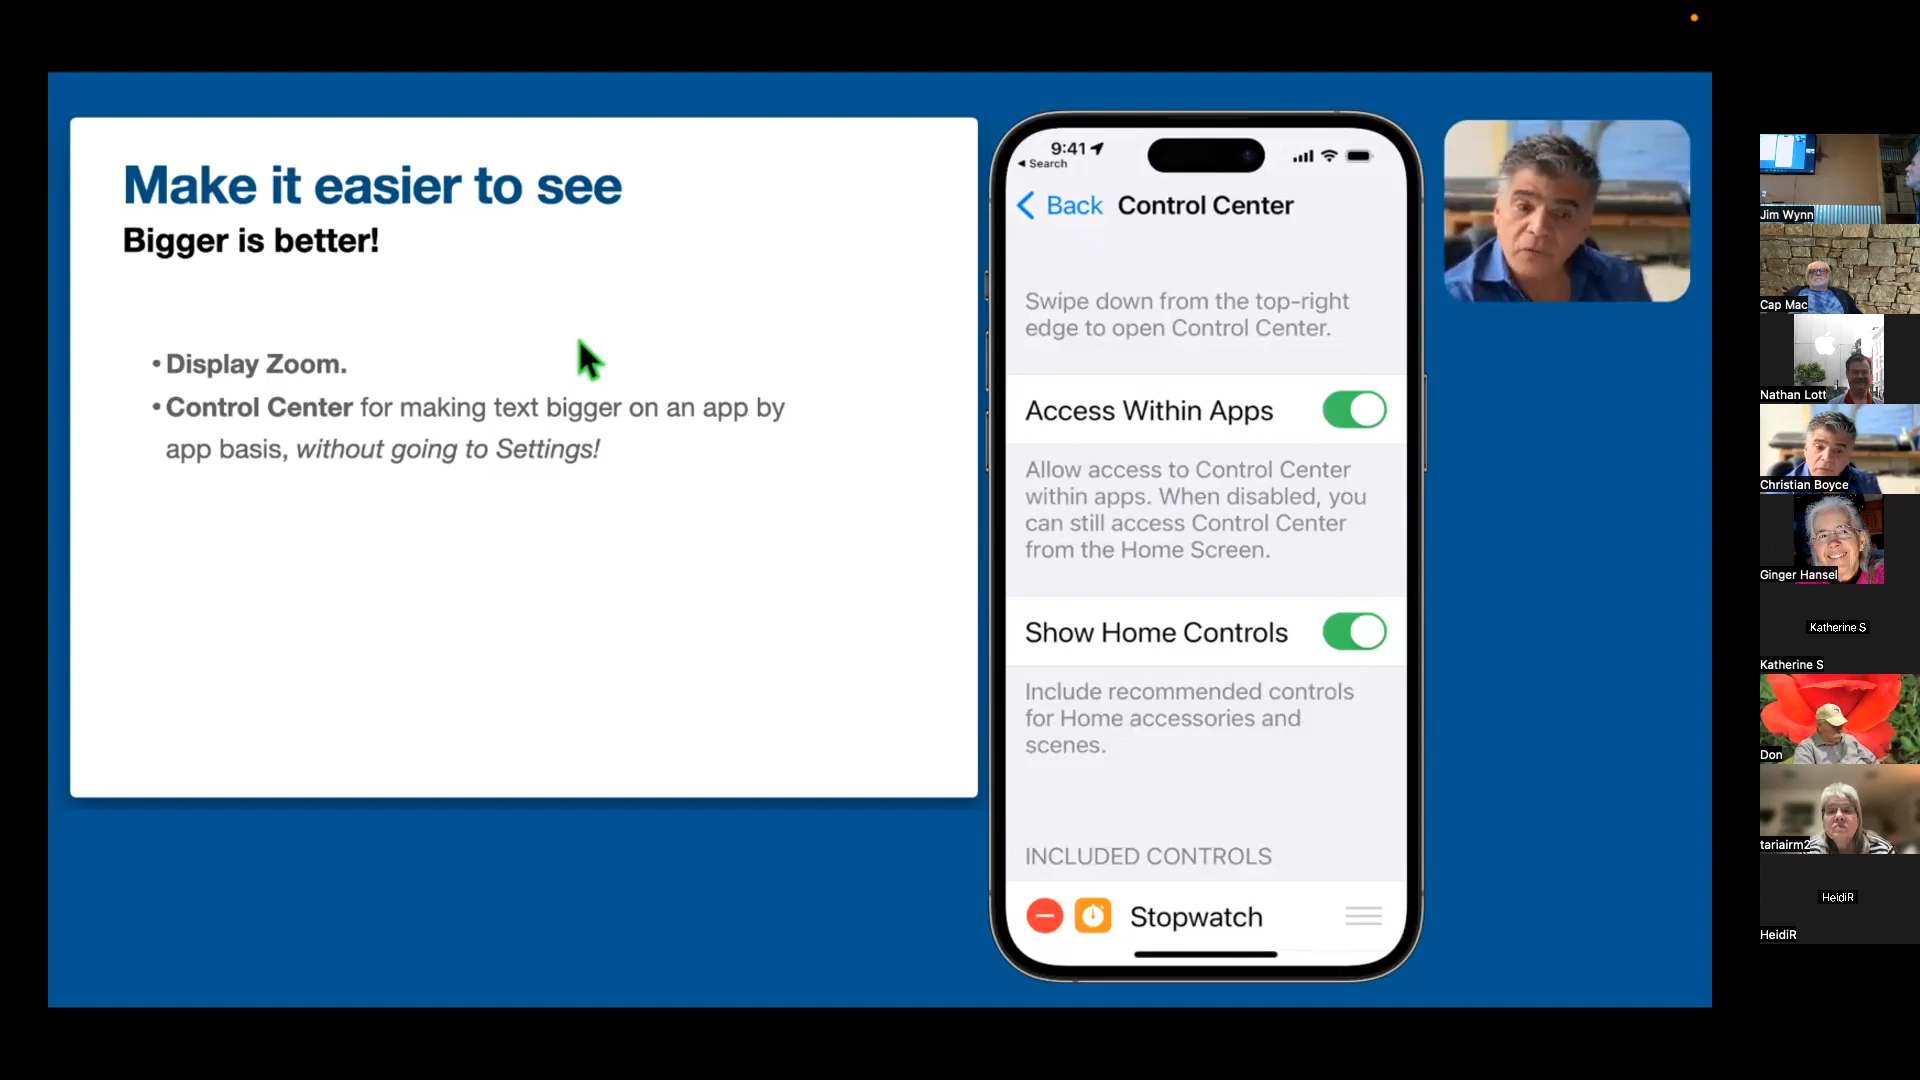 Make it easier to see
Bigger is better!
• Display Zoom.
• Control Center for making text bigger on an app by
app basis, without going to Settings!
9:41
◀ Search
Back Control Center
Swipe down from the top-right
edge to open Control Center.
Access Within Apps
Allow access to Control Center
within apps. When disabled, you
can still access Control Center
from the Home Screen.
Show Home Controls
Include recommended controls
for Home accessories and
scenes.
INCLUDED CONTROLS
Stopwatch
Jim Wynn
Cap Mac
Nathan Lott
Christian Boyce
Ginger Hansel
Katherine S
Katherine S
Don
tariairm2
HeidiR
HeidiR